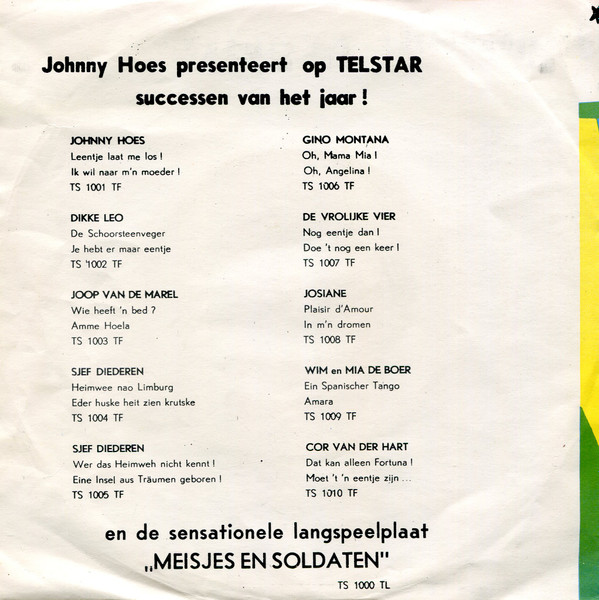 Johnny Hoes presenteert op TELSTAR
successen van het jaar !
JOHNNY HOES
Leentje laat me los !
Ik wil naar m'n moeder !
TS 1001 TF
DIKKE LEO
De Schoorsteenveger
Je hebt er maar eentje
TS 1002 TF
JOOP VAN DE MAREL
Wie heeft 'n bed ?
Amme Hoela
TS 1003 TF
SJEF DIEDEREN
Heimwee nao Limburg
Eder huske heit zien krutske
TS 1004 TF
SJEF DIEDEREN
Wer das Heimweh nicht kennt !
Eine Insel aus Träumen geboren !
TS 1005 TF
GINO MONTANA
Oh, Mama Mia !
Oh, Angelina !
TS 1006 TF
DE VROLIJKE VIER
Nog eentje dan !
Doe 't nog een keer !
TS 1007 TF
JOSIANE
Plaisir d'Amour
In m'n dromen
TS 1008 TF
WIM en MIA DE BOER
Ein Spanischer Tango
Amara
TS 1009 TF
COR VAN DER HART
Dat kan alleen Fortuna !
Moet 't 'n eentje zijn ...
TS 1010 TF
en de sensationele langspeelplaat
„MEISJES EN SOLDATEN"
TS 1000 TL